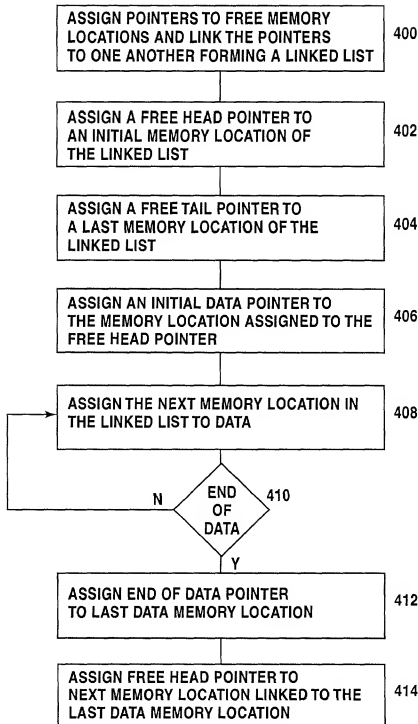 ASSIGN POINTERS TO FREE MEMORY
LOCATIONS AND LINK THE POINTERS
TO ONE ANOTHER FORMING A LINKED LIST
400
ASSIGN A FREE HEAD POINTER TO
AN INITIAL MEMORY LOCATION OF
THE LINKED LIST
402
ASSIGN A FREE TAIL POINTER TO
A LAST MEMORY LOCATION OF THE
LINKED LIST
404
ASSIGN AN INITIAL DATA POINTER TO
THE MEMORY LOCATION ASSIGNED TO THE
FREE HEAD POINTER
406
ASSIGN THE NEXT MEMORY LOCATION IN
THE LINKED LIST TO DATA
408
N
END
OF
DATA
410
Y
ASSIGN END OF DATA POINTER
TO LAST DATA MEMORY LOCATION
412
ASSIGN FREE HEAD POINTER TO
NEXT MEMORY LOCATION LINKED TO THE
LAST DATA MEMORY LOCATION
414